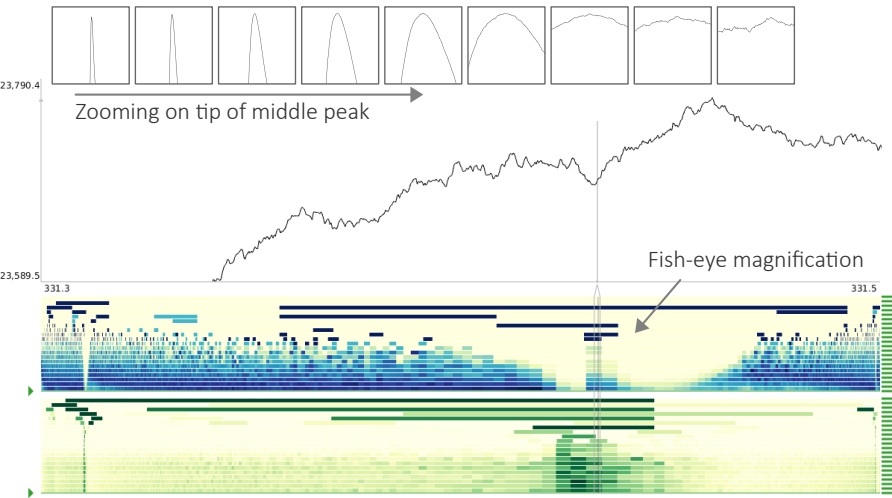 23,790.4
Zooming on tip of middle peak
Fish-eye magnification
23,589.5
331.3
331.5